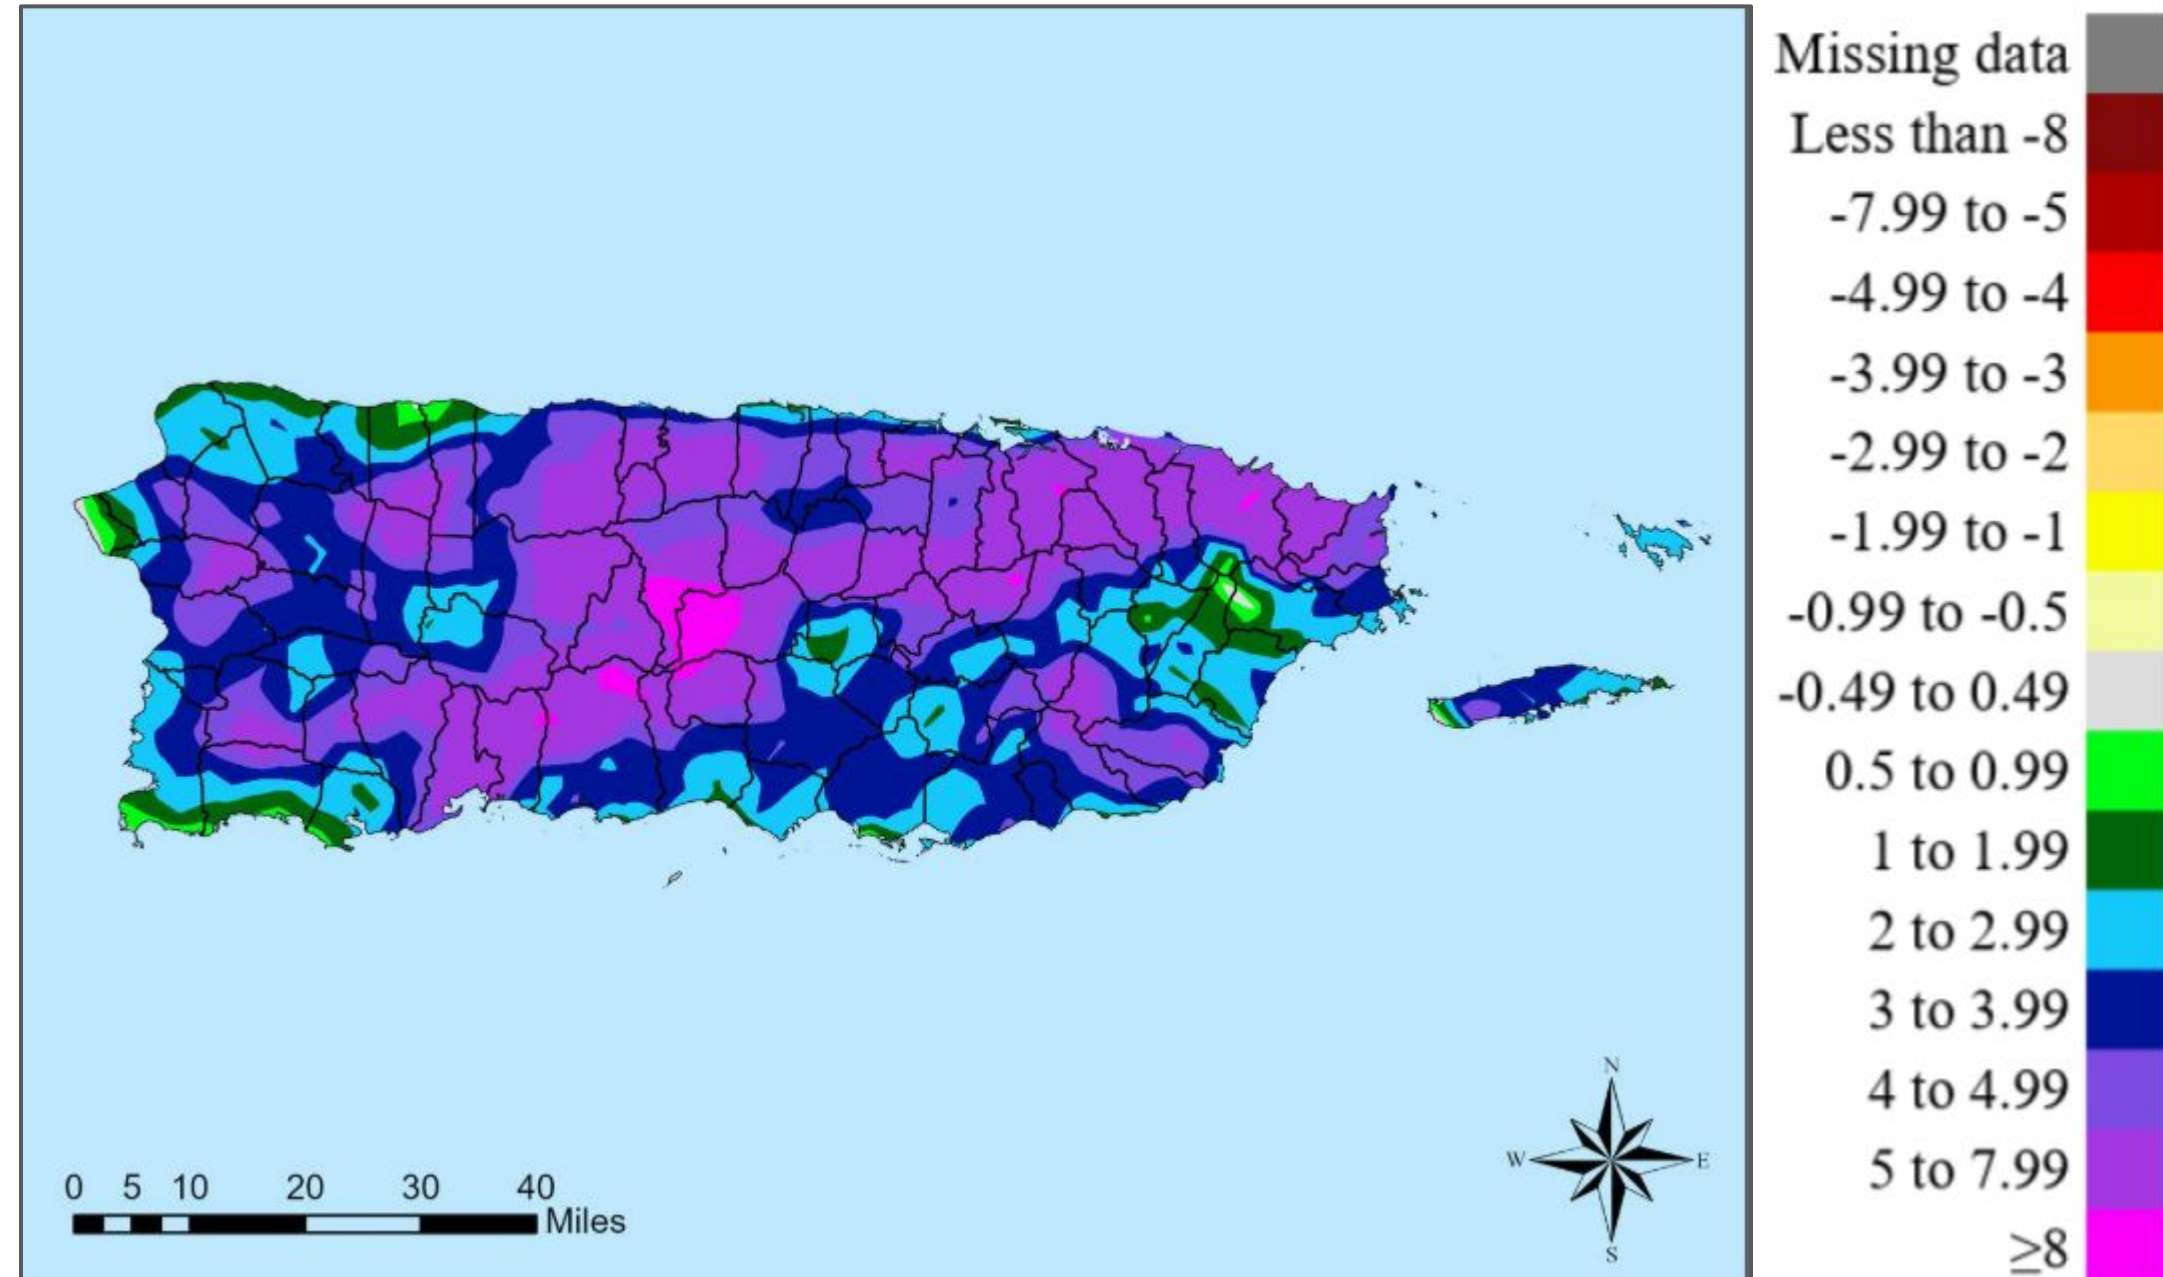 Missing data
Less than -8
-7.99 to -5
-4.99 to -4
-3.99 to -3
-2.99 to -2
-1.99 to -1
-0.99 to -0.5
-0.49 to 0.49
0.5 to 0.99
1 to 1.99
2 to 2.99
3 to 3.99
4 to 4.99
5 to 7.99
≥8
N
W E
S
0 5 10 20 30 40
Miles